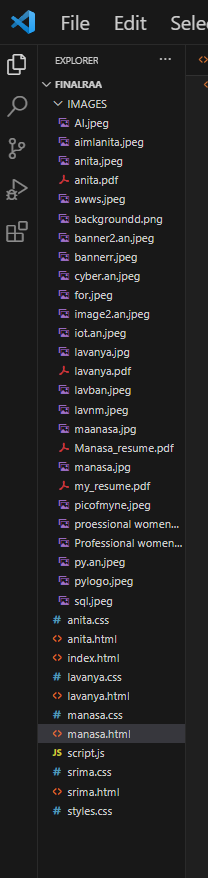 File Edit Selec
EXPLORER ...
FINALRAA
IMAGES
AI.jpeg
aimlanita.jpeg
anita.jpeg
anita.pdf
awws.jpeg
backgroundd.png
banner2.an.jpeg
bannerr.jpeg
cyber.an.jpeg
for.jpeg
image2.an.jpeg
iot.an.jpeg
lavanya.jpg
lavanya.pdf
lavban.jpeg
lavnm.jpeg
maanasa.jpg
Manasa_resume.pdf
manasa.jpg
my_resume.pdf
picofmyne.jpeg
proessional women...
Professional women...
py.an.jpeg
pylogo.jpeg
sql.jpeg
# anita.css
<> anita.html
<> index.html
# lavanya.css
<> lavanya.html
# manasa.css
<> manasa.html
JS script.js
# srima.css
<> srima.html
# styles.css